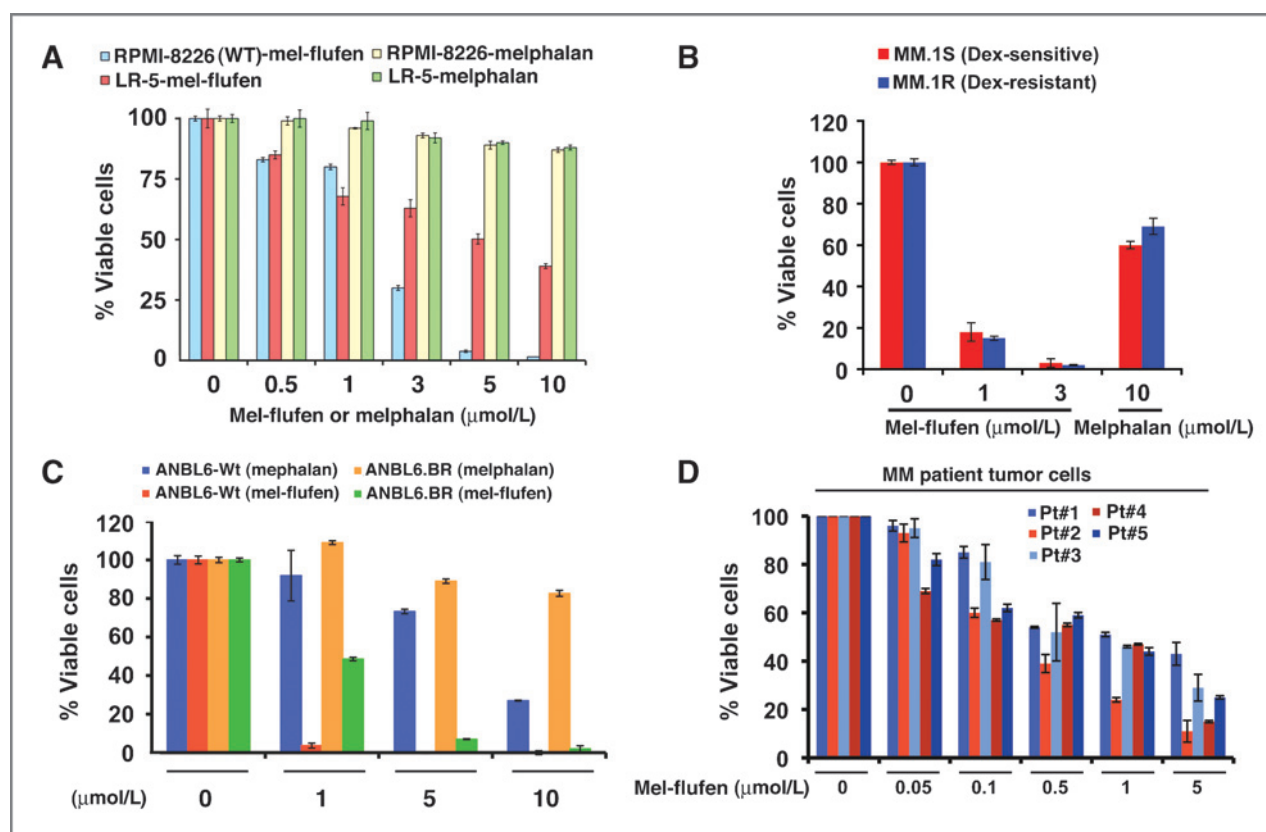 A
RPMI-8226 (WT)-mel-flufen
RPMI-8226-melphalan
LR-5-mel-flufen
LR-5-melphalan
% Viable cells
100
75
50
25
0
0 0.5 1 3 5 10
Mel-flufen or melphalan (μmol/L)
B
MM.1S (Dex-sensitive)
MM.1R (Dex-resistant)
% Viable cells
120
100
80
60
40
20
0
0 1 3 10
Mel-flufen (μmol/L) Melphalan (μmol/L)
C
ANBL6-Wt (mephalan)
ANBL6.BR (melphalan)
ANBL6-Wt (mel-flufen)
ANBL6.BR (mel-flufen)
% Viable cells
120
100
80
60
40
20
0
(μmol/L) 0 1 5 10
D
MM patient tumor cells
Pt#1 Pt#4
Pt#2 Pt#5
Pt#3
% Viable cells
100
80
60
40
20
0
Mel-flufen (μmol/L) 0 0.05 0.1 0.5 1 5